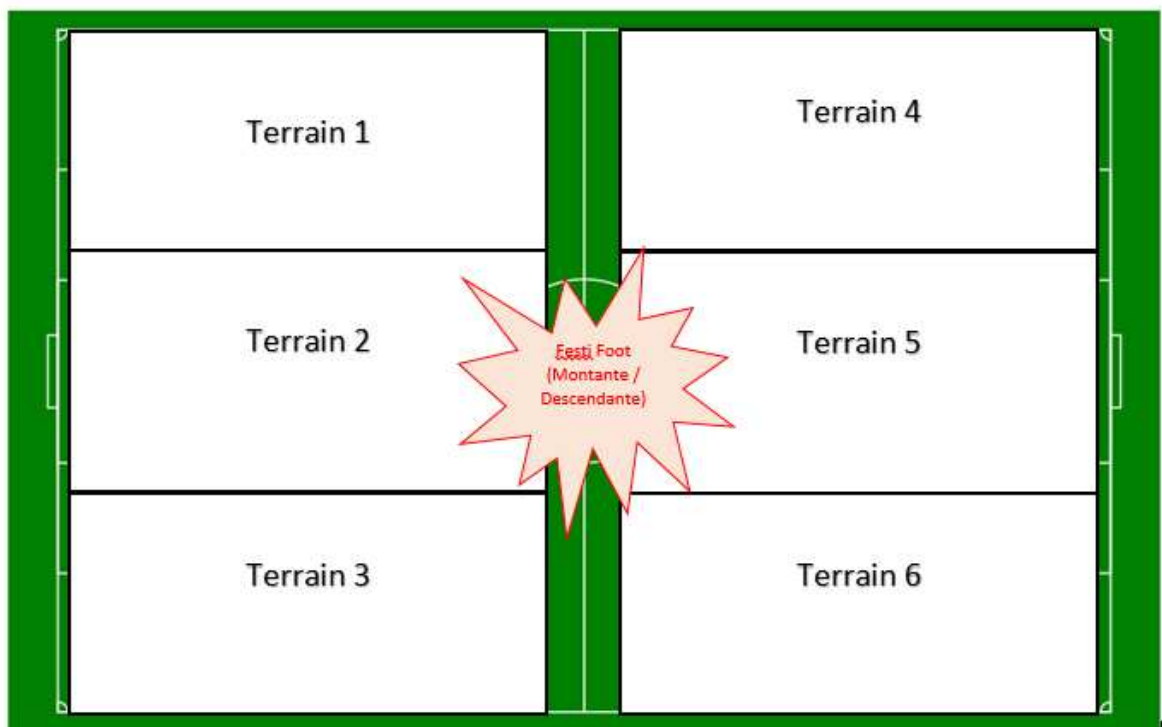 Terrain 1
Terrain 4
Terrain 2
Terrain 5
Festi Foot
(Montante /
Descendante)
Terrain 3
Terrain 6